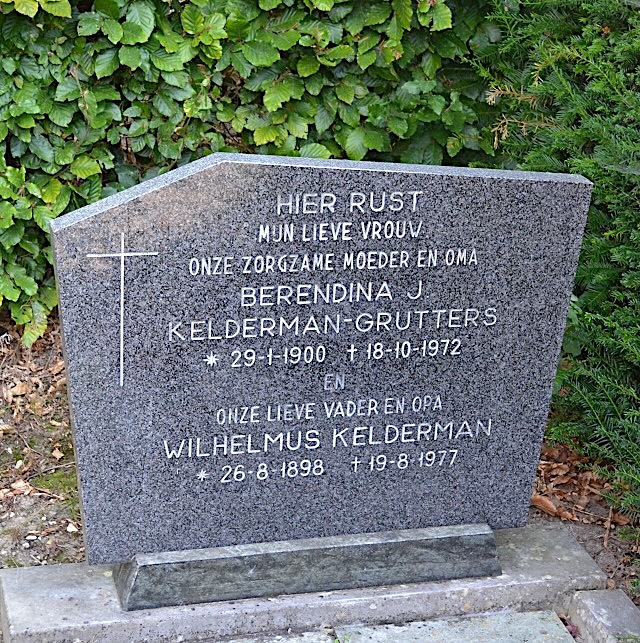 HIER RUST
MIJN LIEVE VROUW
ONZE ZORGZAME MOEDER EN OMA
BERENDINA J.
KELDERMAN-GRUTTERS
* 29-1-1900 † 18-10-1972
EN
ONZE LIEVE VADER EN OPA
WILHELMUS KELDERMAN
* 26-8-1898 † 19-8-1977